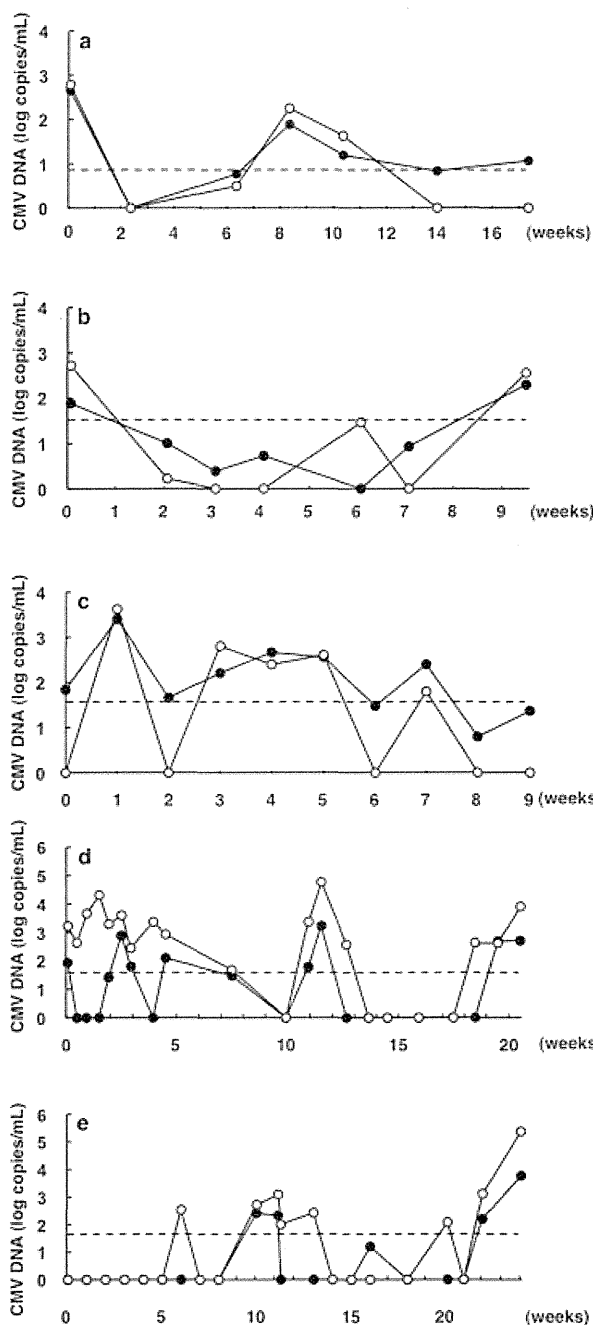 a
CMV DNA (log copies/mL)
4
3
2
1
0
0 2 4 6 8 10 14 16 (weeks)
b
CMV DNA (log copies/mL)
4
3
2
1
0
0 1 2 3 4 5 6 7 8 9 (weeks)
c
CMV DNA (log copies/mL)
4
3
2
1
0
0 1 2 3 4 5 6 7 8 9 (weeks
d
CMV DNA (log copies/mL)
6
5
4
3
2
1
0
0 5 10 15 20 (weeks
e
CMV DNA (log copies/mL)
6
5
4
3
2
1
0
0 5 10 15 20 (weeks)